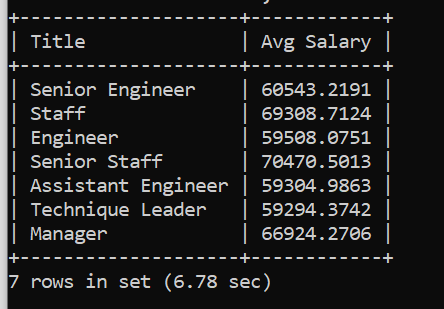 +--------------------+------------+
| Title              | Avg Salary |
+--------------------+------------+
| Senior Engineer    | 60543.2191 |
| Staff              | 69308.7124 |
| Engineer           | 59508.0751 |
| Senior Staff       | 70470.5013 |
| Assistant Engineer | 59304.9863 |
| Technique Leader   | 59294.3742 |
| Manager            | 66924.2706 |
+--------------------+------------+
7 rows in set (6.78 sec)